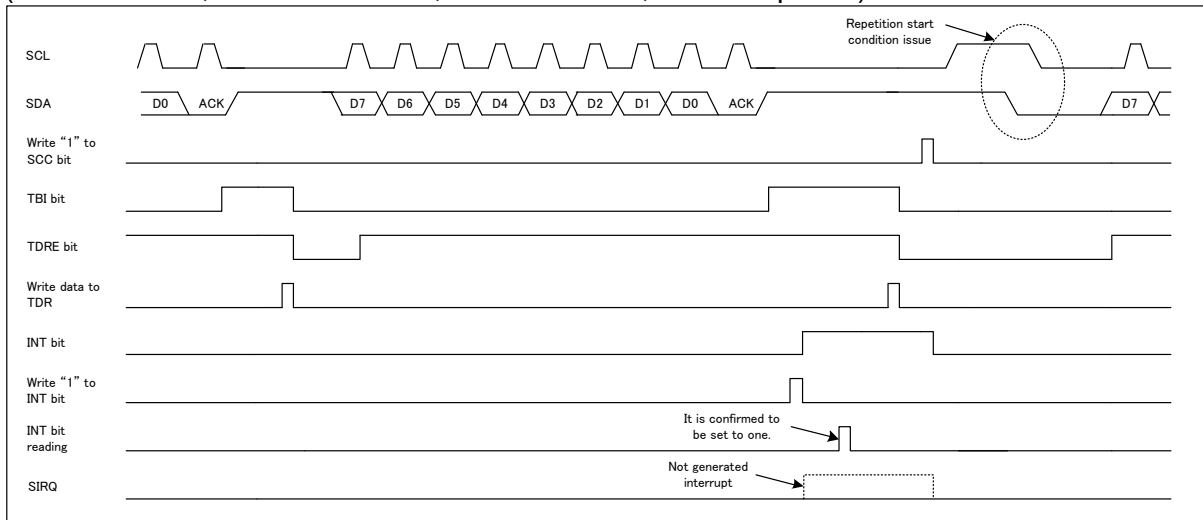 Repetition start
condition issue
SCL
SDA
D0 ACK D7 D6 D5 D4 D3 D2 D1 D0 ACK D7
Write "1" to
SCC bit
TBI bit
TDRE bit
Write data to
TDR
INT bit
Write "1" to
INT bit
It is confirmed to
be set to one.
INT bit
reading
Not generated
interrupt
SIRQ